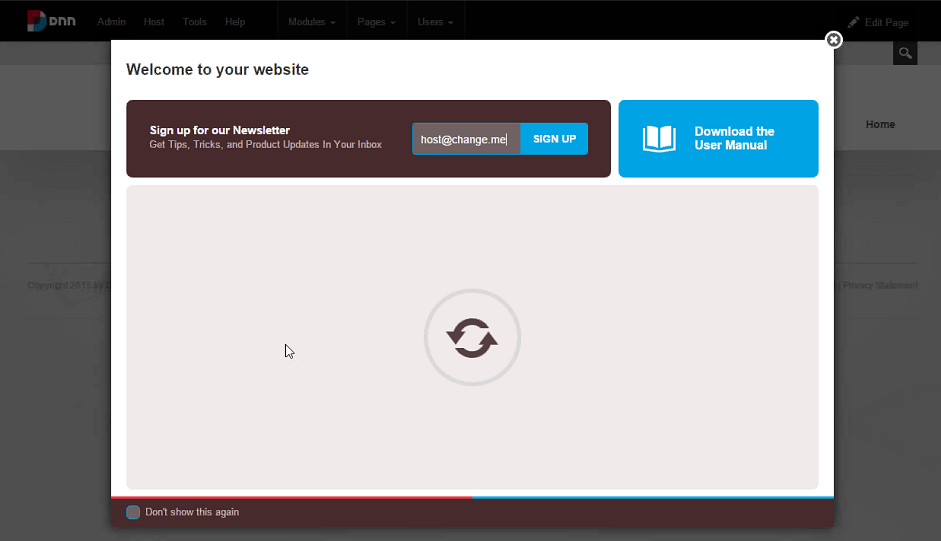 DNN Admin Host Tools Help Modules Pages Users Edit Page
Welcome to your website
Sign up for our Newsletter
Get Tips, Tricks, and Product Updates In Your Inbox
host@change.me
SIGN UP
Download the
User Manual
Home
Copyright 2015 by D
| Privacy Statement
Don't show this again